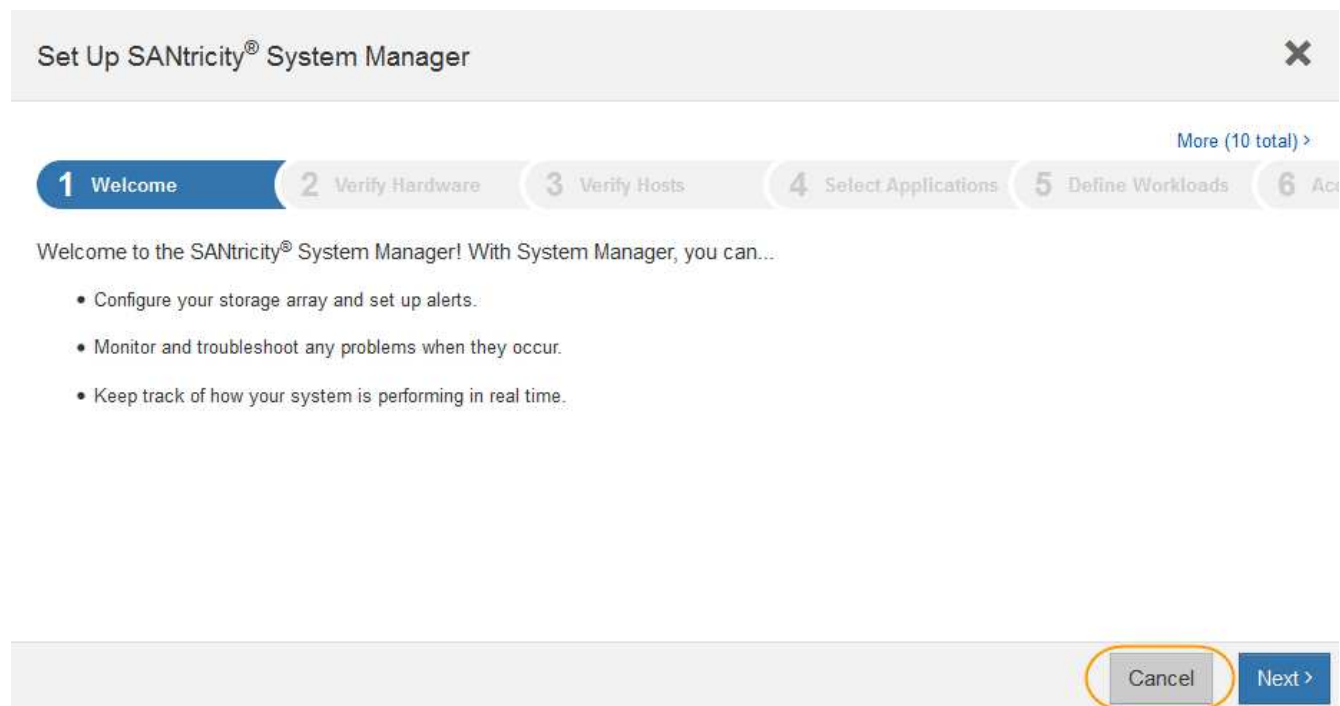 Set Up SANtricity® System Manager
More (10 total) >
1 Welcome 2 Verify Hardware 3 Verify Hosts 4 Select Applications 5 Define Workloads 6 Acc
Welcome to the SANtricity® System Manager! With System Manager, you can...
• Configure your storage array and set up alerts.
• Monitor and troubleshoot any problems when they occur.
• Keep track of how your system is performing in real time.
Cancel Next >